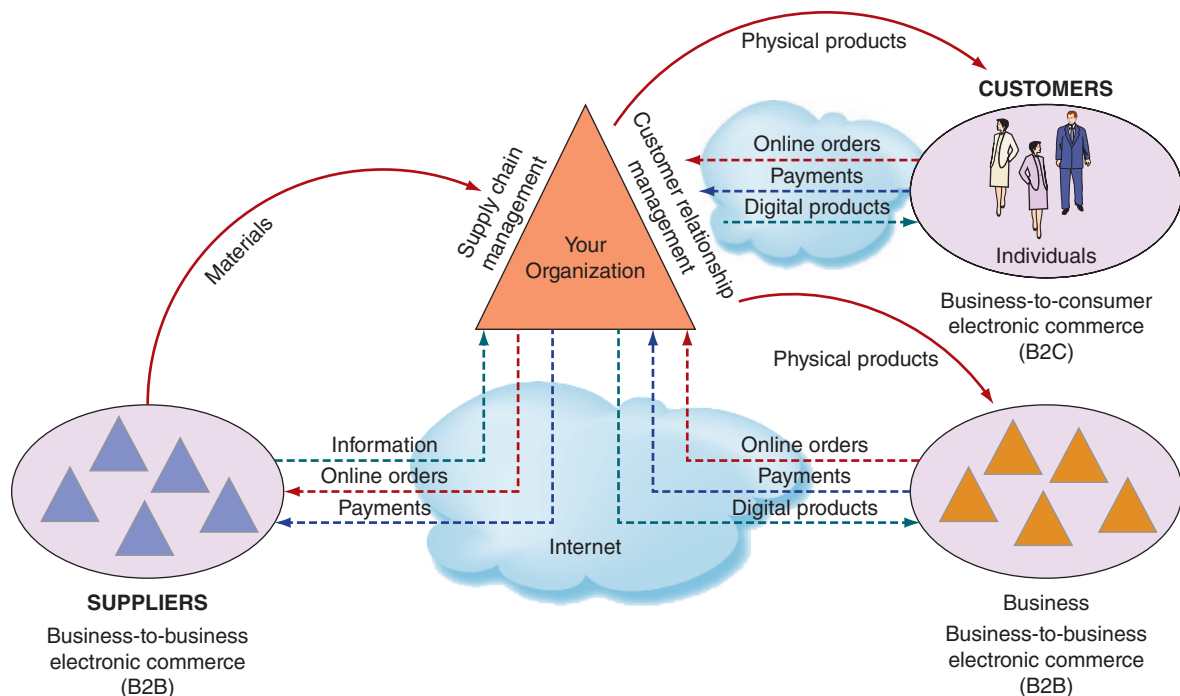 Physical products
CUSTOMERS
Online orders
Payments
Digital products
Individuals
Business-to-consumer
electronic commerce
(B2C)
Supply chain
management
Customer relationship
management
Your
Organization
Materials
Physical products
Information
Online orders
Payments
Internet
Online orders
Payments
Digital products
SUPPLIERS
Business-to-business
electronic commerce
(B2B)
Business
Business-to-business
electronic commerce
(B2B)